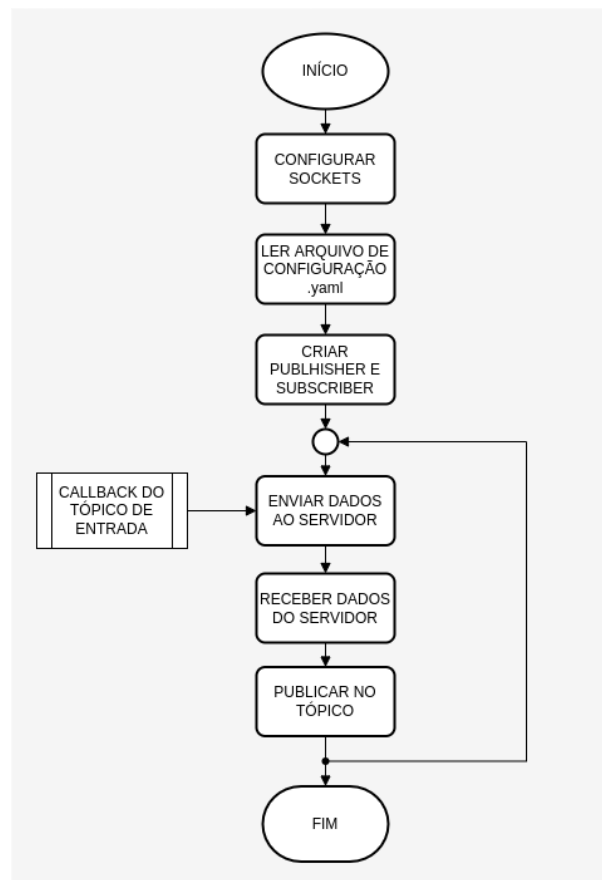 INÍCIO
CONFIGURAR
SOCKETS
LER ARQUIVO DE
CONFIGURAÇÃO
.yaml
CRIAR
PUBLHISHER E
SUBSCRIBER
CALLBACK DO
TÓPICO DE
ENTRADA
ENVIAR DADOS
AO SERVIDOR
RECEBER DADOS
DO SERVIDOR
PUBLICAR NO
TÓPICO
FIM